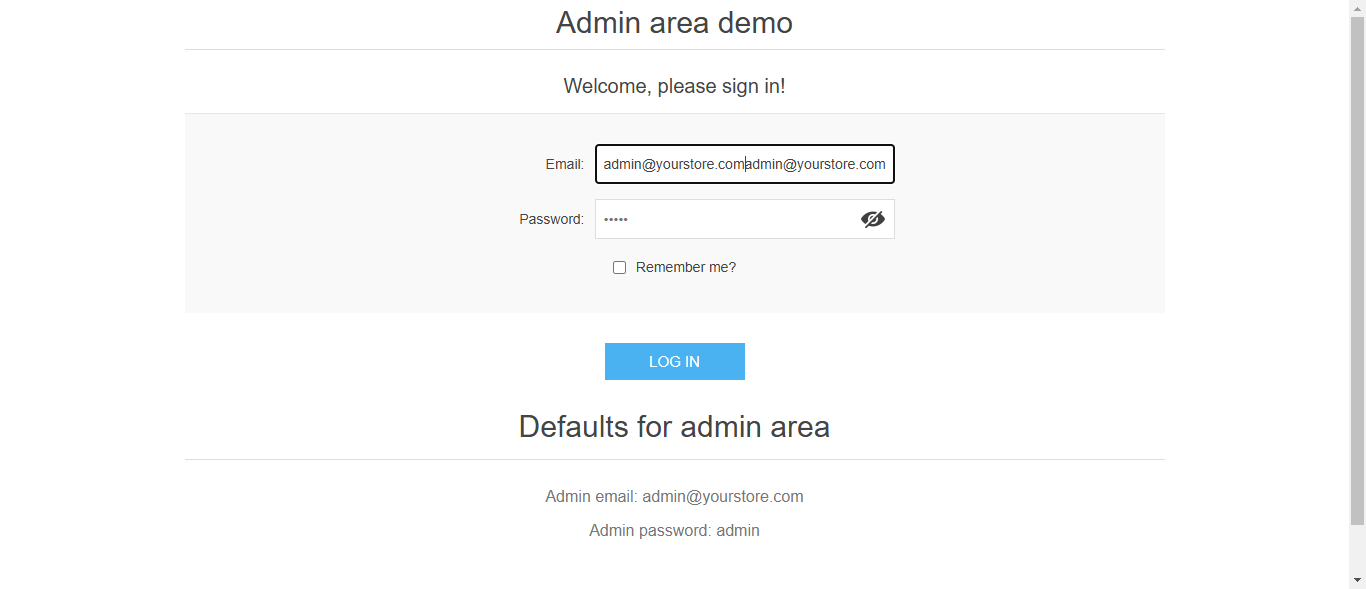 Admin area demo
Welcome, please sign in!
Email: admin@yourstore.comadmin@yourstore.com
Password: •••••
Remember me?
LOG IN
Defaults for admin area
Admin email: admin@yourstore.com
Admin password: admin